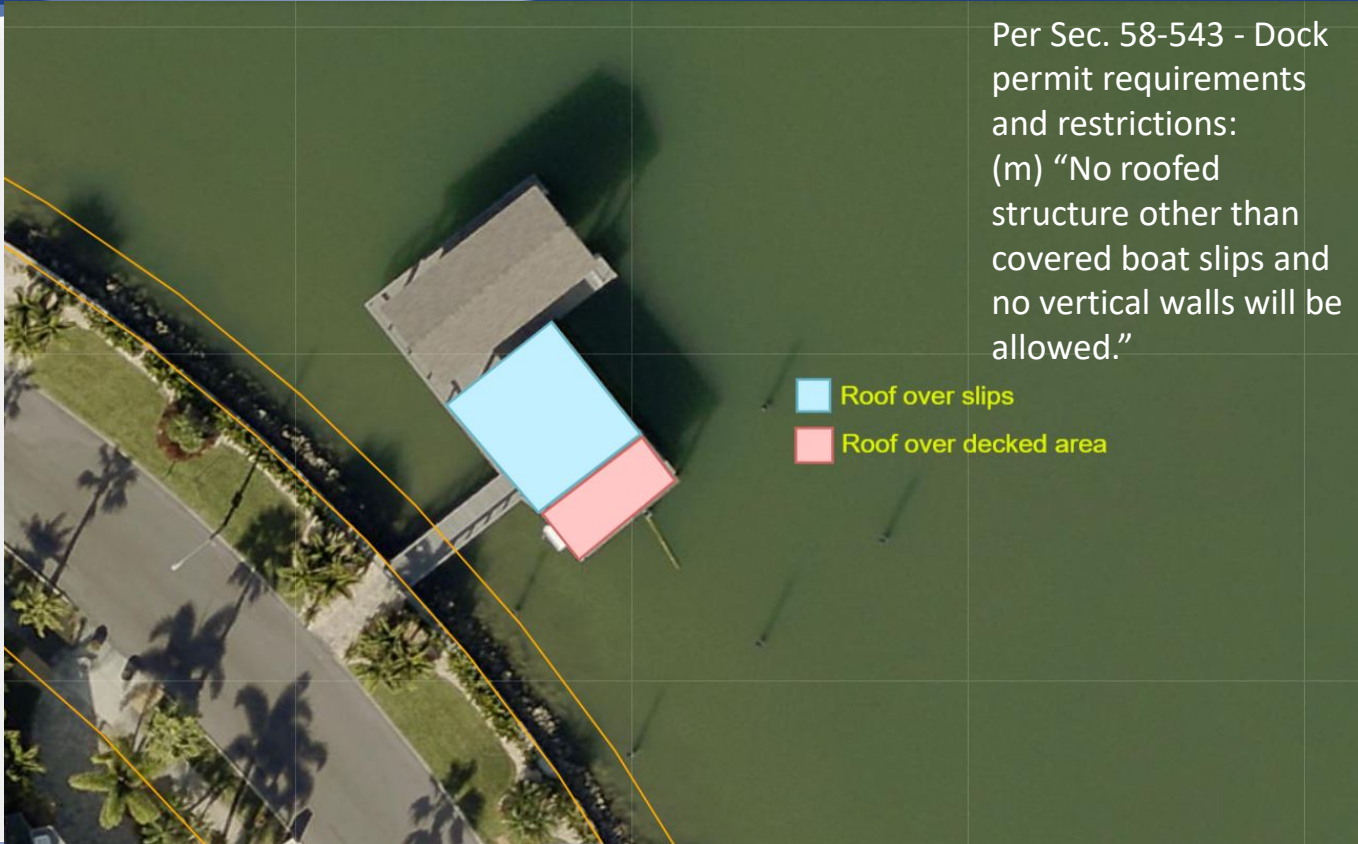 Per Sec. 58-543 - Dock
permit requirements
and restrictions:
(m) “No roofed
structure other than
covered boat slips and
no vertical walls will be
allowed.”
Roof over slips
Roof over decked area